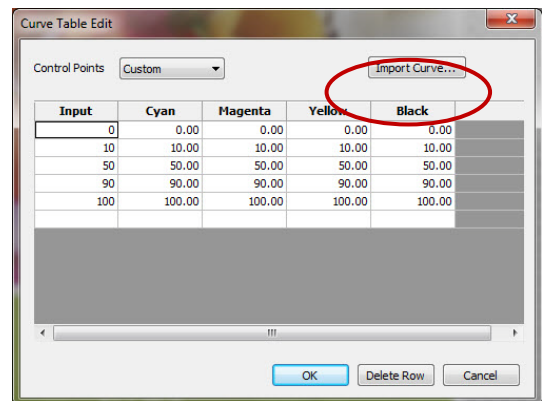 Curve Table Edit
Control Points Custom Import Curve...
Input Cyan Magenta Yellow Black
0 0.00 0.00 0.00 0.00
10 10.00 10.00 10.00 10.00
50 50.00 50.00 50.00 50.00
90 90.00 90.00 90.00 90.00
100 100.00 100.00 100.00 100.00
OK Delete Row Cancel